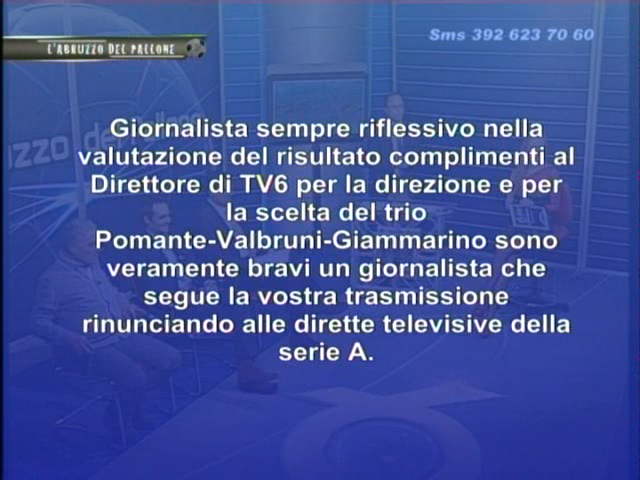 L'ABRUZZO DEL PALLONE
Sms 392 623 70 60
Giornalista sempre riflessivo nella
valutazione del risultato complimenti al
Direttore di TV6 per la direzione e per
la scelta del trio
Pomante-Valbruni-Giammarino sono
veramente bravi un giornalista che
segue la vostra trasmissione
rinunciando alle dirette televisive della
serie A.